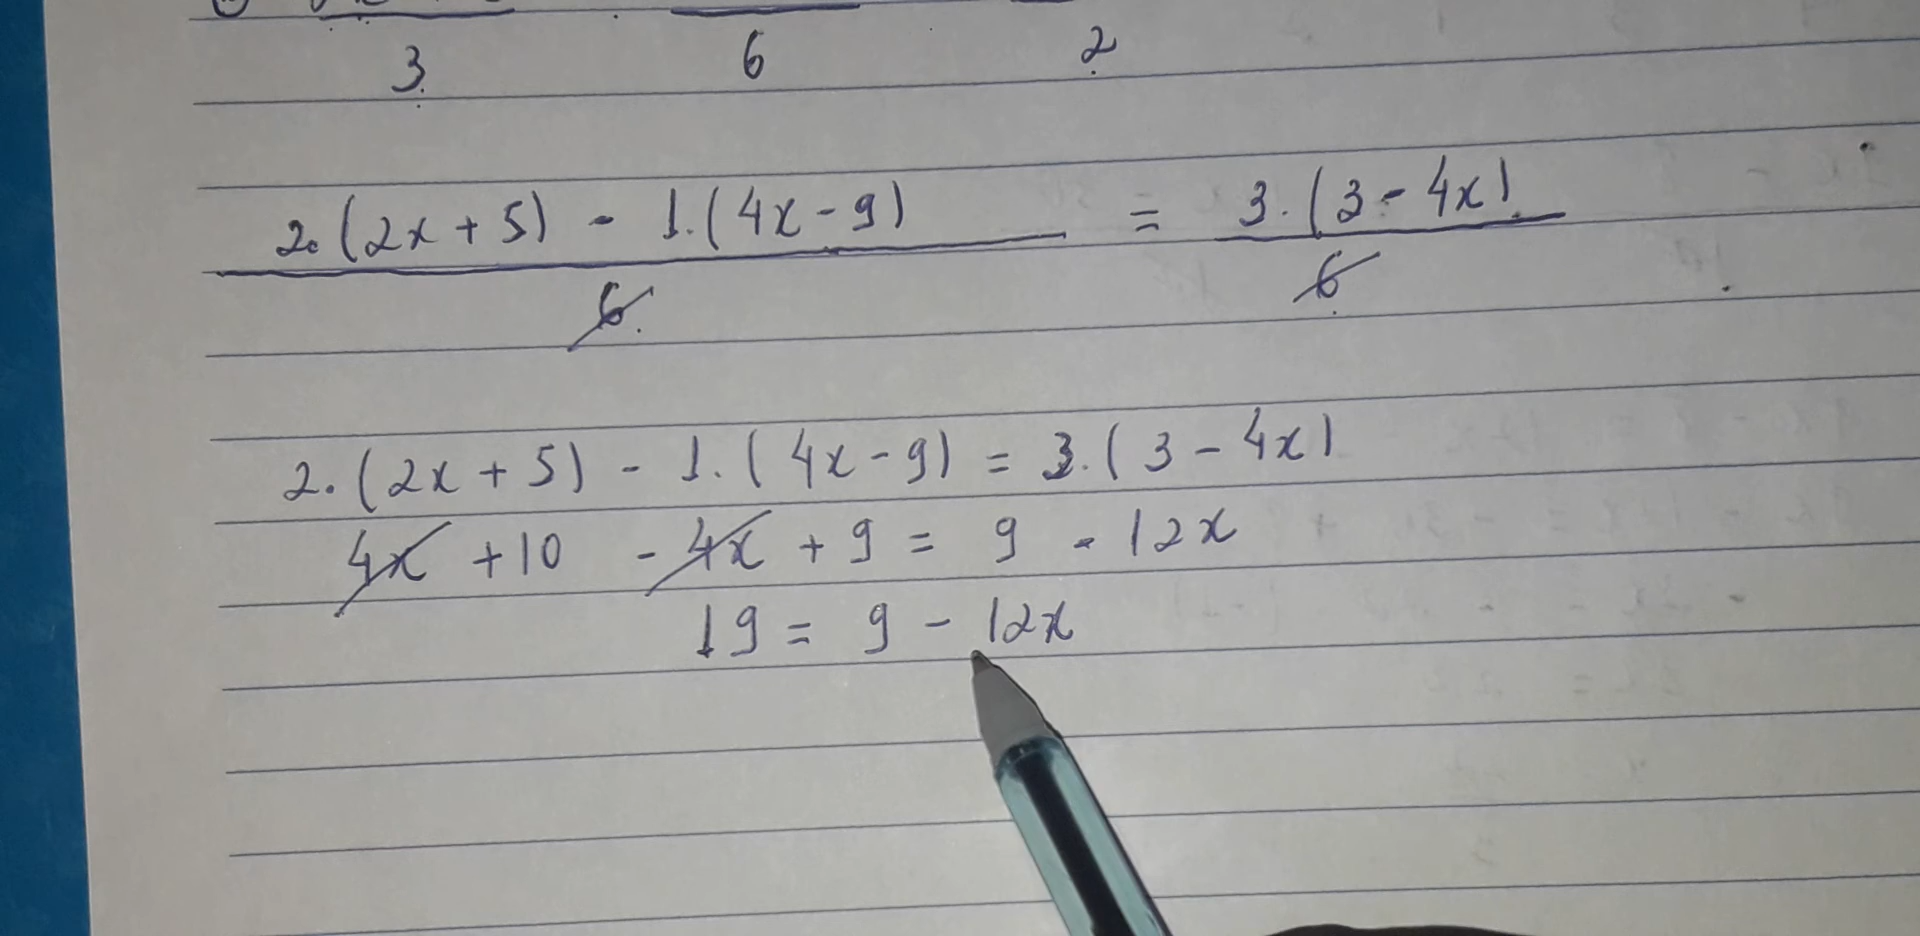 3 6 2
2.(2x + 5) - 1.(4x - 9) = 3.(3 - 4x)
6 6
2.(2x + 5) - 1.(4x - 9) = 3.(3 - 4x)
4x + 10 - 4x + 9 = 9 - 12x
19 = 9 - 12x